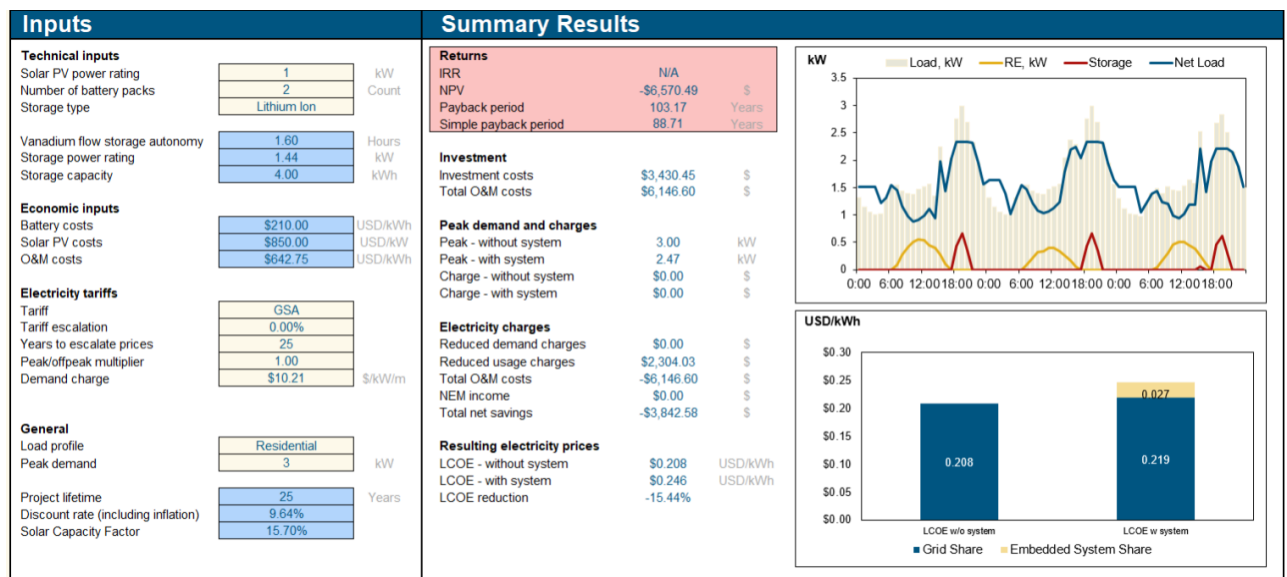 Inputs
Technical inputs
Solar PV power rating 1 kW
Number of battery packs 2 Count
Storage type Lithium Ion
Vanadium flow storage autonomy 1.60 Hours
Storage power rating 1.44 kW
Storage capacity 4.00 kWh
Economic inputs
Battery costs $210.00 USD/kWh
Solar PV costs $850.00 USD/kW
O&M costs $642.75 USD/kWh
Electricity tariffs
Tariff GSA
Tariff escalation 0.00%
Years to escalate prices 25
Peak/offpeak multiplier 1.00
Demand charge $10.21 $/kW/m
General
Load profile Residential
Peak demand 3 kW
Project lifetime 25 Years
Discount rate (including inflation) 9.64%
Solar Capacity Factor 15.70%
Summary Results
Returns
IRR N/A
NPV -$6,570.49 $
Payback period 103.17 Years
Simple payback period 88.71 Years
Investment
Investment costs $3,430.45 $
Total O&M costs $6,146.60 $
Peak demand and charges
Peak - without system 3.00 kW
Peak - with system 2.47 kW
Charge - without system $0.00 $
Charge - with system $0.00 $
Electricity charges
Reduced demand charges $0.00 $
Reduced usage charges $2,304.03 $
Total O&M costs -$6,146.60 $
NEM income $0.00 $
Total net savings -$3,842.58 $
Resulting electricity prices
LCOE - without system $0.208 USD/kWh
LCOE - with system $0.246 USD/kWh
LCOE reduction -15.44%
kW
Load, kW RE, kW Storage Net Load
3.5
3
2.5
2
1.5
1
0.5
0
0:00 6:00 12:00 18:00 0:00 6:00 12:00 18:00 0:00 6:00 12:00 18:00
USD/kWh
$0.30
$0.25
$0.20
$0.15
$0.10
$0.05
$0.00
0.027
0.208 0.219
LCOE w/o system LCOE w system
Grid Share Embedded System Share